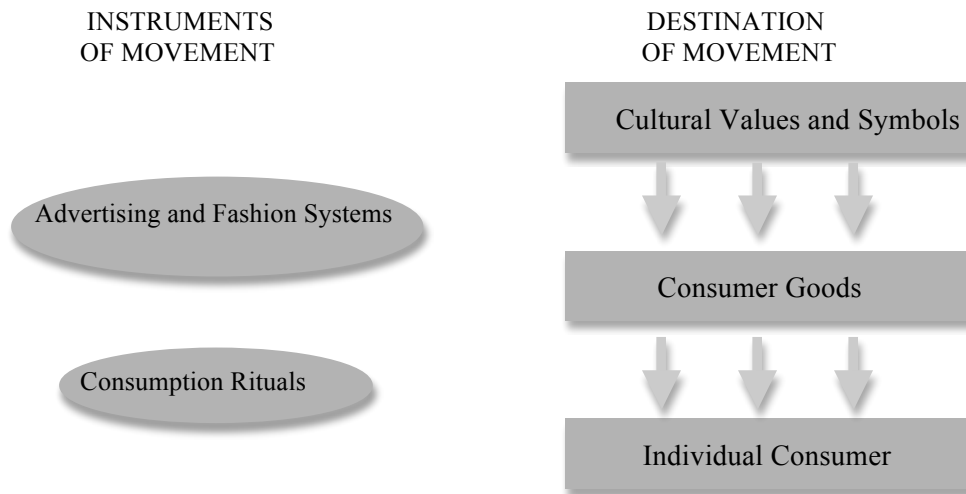 INSTRUMENTS
OF MOVEMENT
DESTINATION
OF MOVEMENT
Cultural Values and Symbols
Advertising and Fashion Systems
Consumer Goods
Consumption Rituals
Individual Consumer